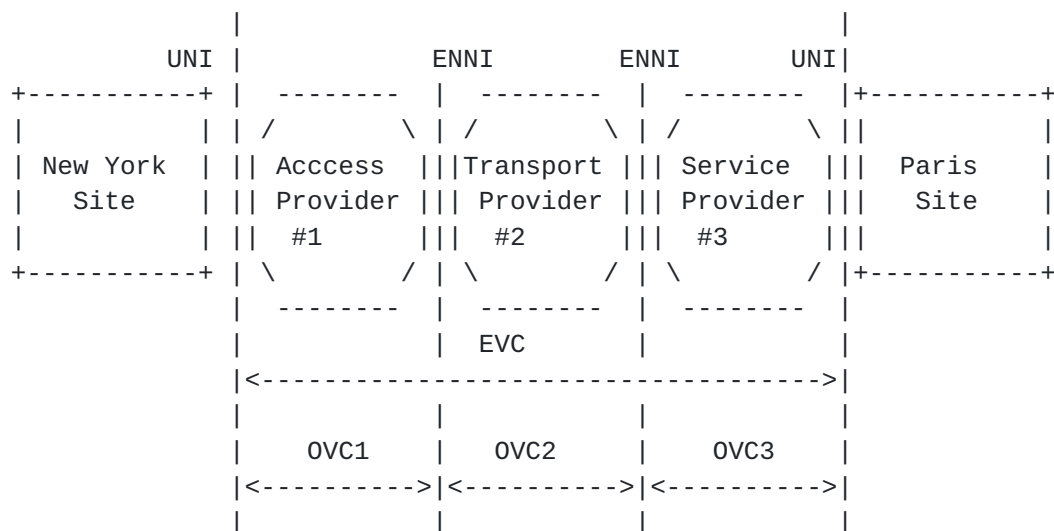 UNI ENNI ENNI UNI
New York Acccess Transport Service Paris
Site Provider Provider Provider Site
#1 #2 #3
EVC
OVC1 OVC2 OVC3